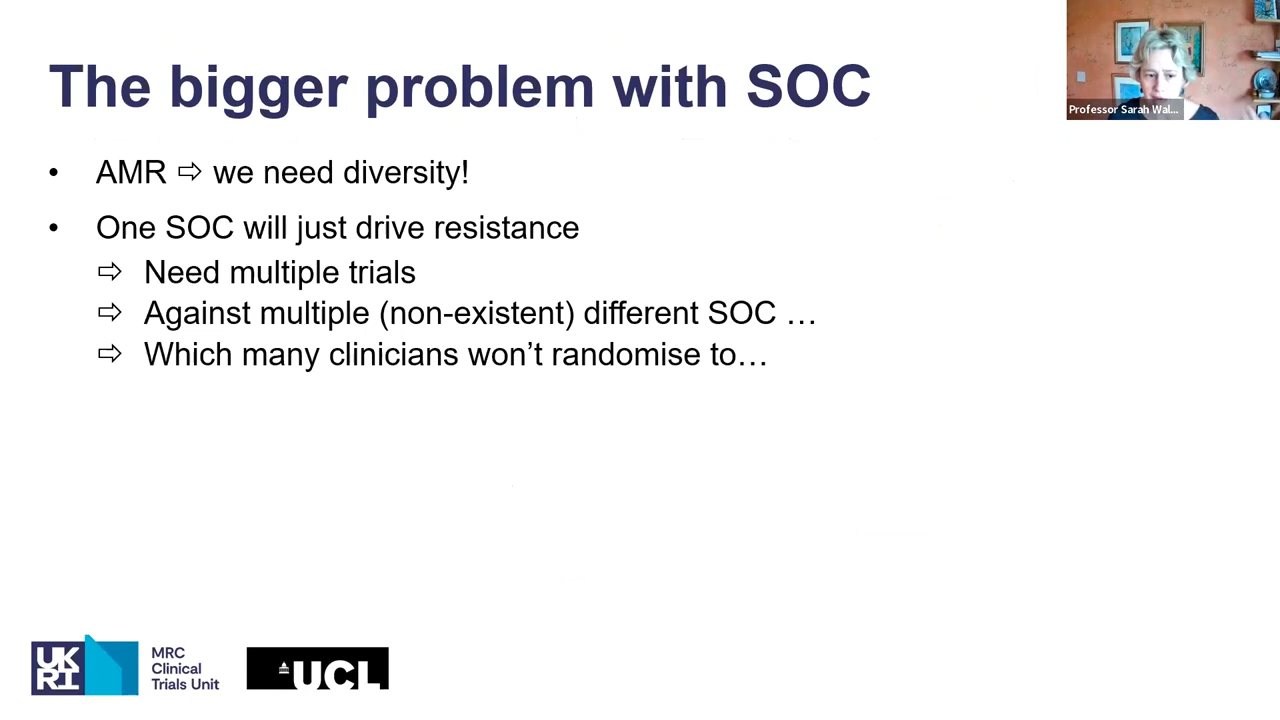 The bigger problem with SOC
Professor Sarah Wal...
• AMR ⇨ we need diversity!
• One SOC will just drive resistance
⇨ Need multiple trials
⇨ Against multiple (non-existent) different SOC …
⇨ Which many clinicians won’t randomise to…
UK
RI
MRC
Clinical
Trials Unit
UCL